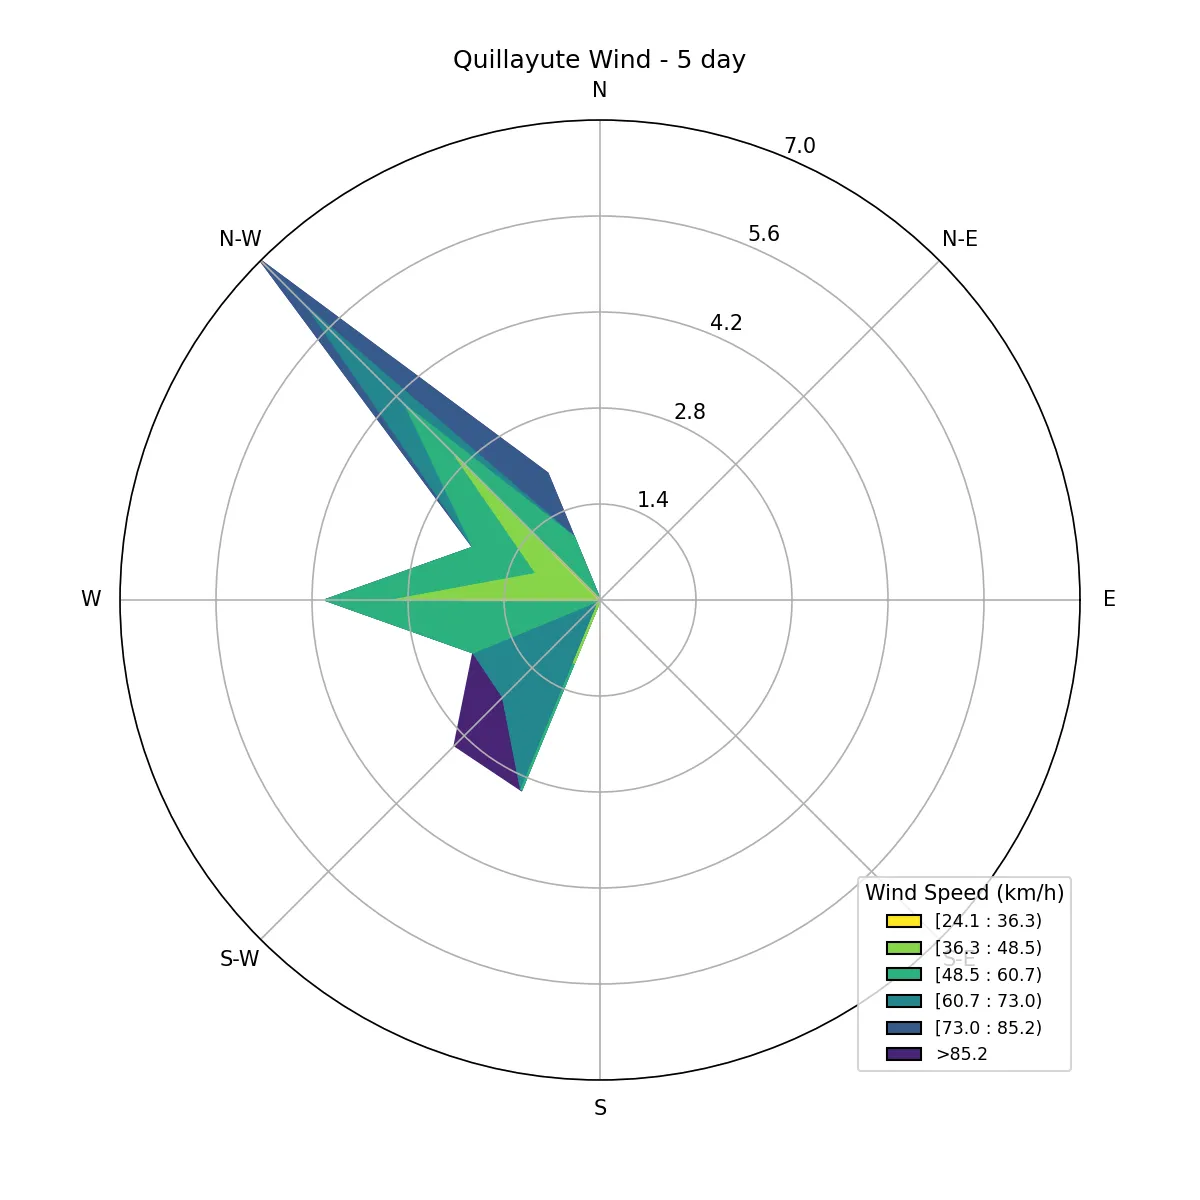 Quillayute Wind - 5 day
N
7.0
N-W
5.6
N-E
4.2
2.8
1.4
W
E
S-W
S-E
S
Wind Speed (km/h)
[24.1 : 36.3)
[36.3 : 48.5)
[48.5 : 60.7)
[60.7 : 73.0)
[73.0 : 85.2)
>85.2